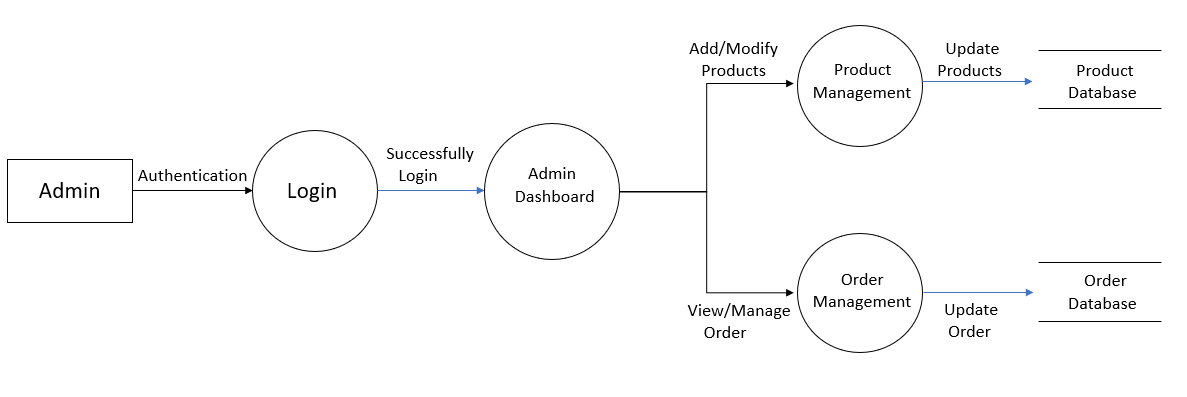 Admin
Authentication
Login
Successfully
Login
Admin
Dashboard
Add/Modify
Products
Product
Management
Update
Products
Product
Database
View/Manage
Order
Order
Management
Update
Order
Order
Database